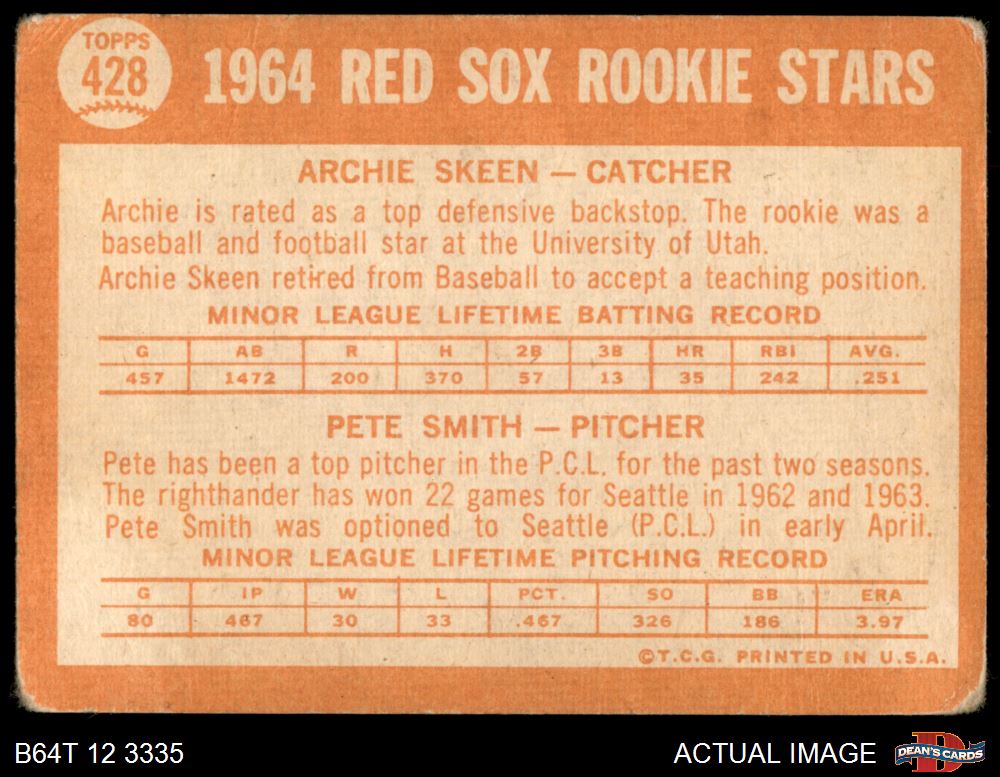 TOPPS
428
1964 RED SOX ROOKIE STARS
ARCHIE SKEEN — CATCHER
Archie is rated as a top defensive backstop. The rookie was a
baseball and football star at the University of Utah.
Archie Skeen retired from Baseball to accept a teaching position.
MINOR LEAGUE LIFETIME BATTING RECORD
G AB R H 2B 3B HR RBI AVG.
457 1472 200 370 57 13 35 242 .251
PETE SMITH — PITCHER
Pete has been a top pitcher in the P.C.L. for the past two seasons.
The righthander has won 22 games for Seattle in 1962 and 1963.
Pete Smith was optioned to Seattle (P.C.L.) in early April.
MINOR LEAGUE LIFETIME PITCHING RECORD
G IP W L PCT. SO BB ERA
80 467 30 33 .467 326 186 3.97
©T.C.G. PRINTED IN U.S.A.
B64T 12 3335
ACTUAL IMAGE
D
DEAN'S CARDS